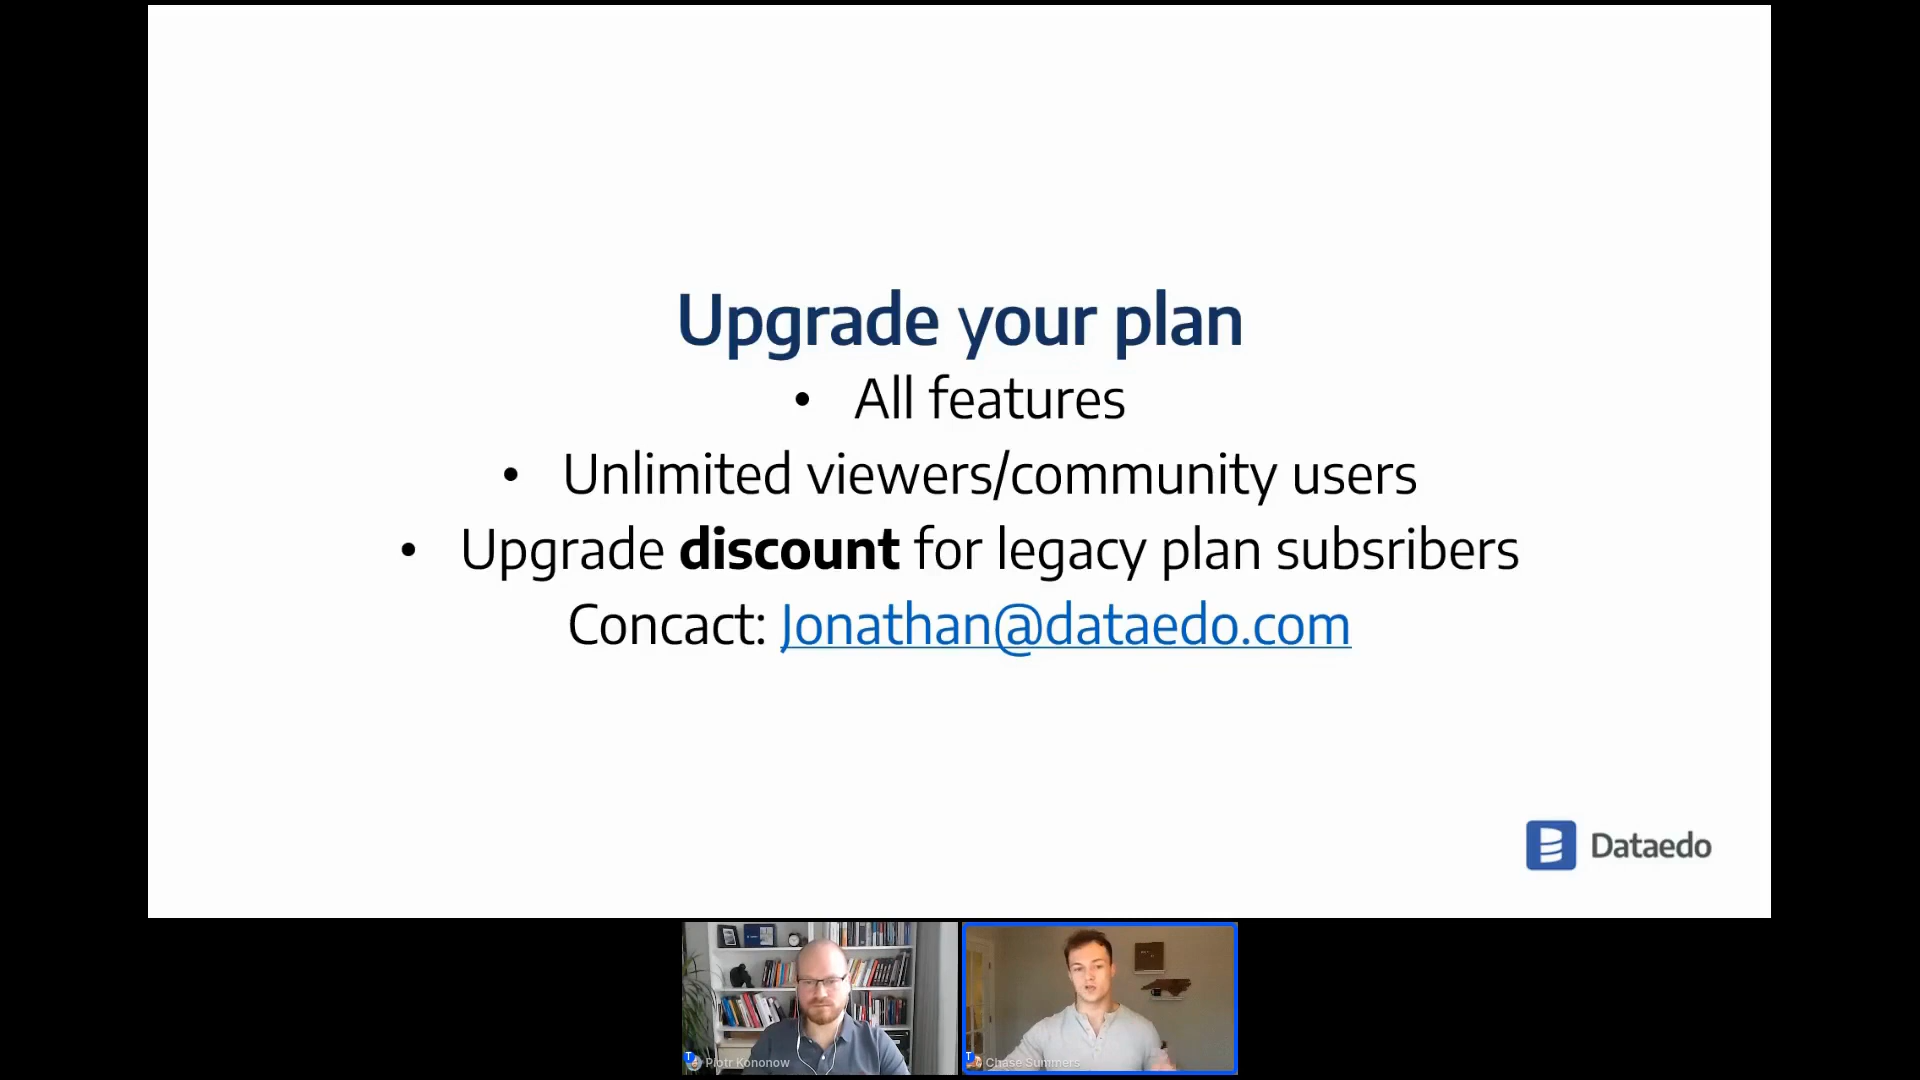 Upgrade your plan
• All features
• Unlimited viewers/community users
• Upgrade discount for legacy plan subsribers
Concact: Jonathan@dataedo.com
Dataedo
T Piotr Kononow
T Chase Summers